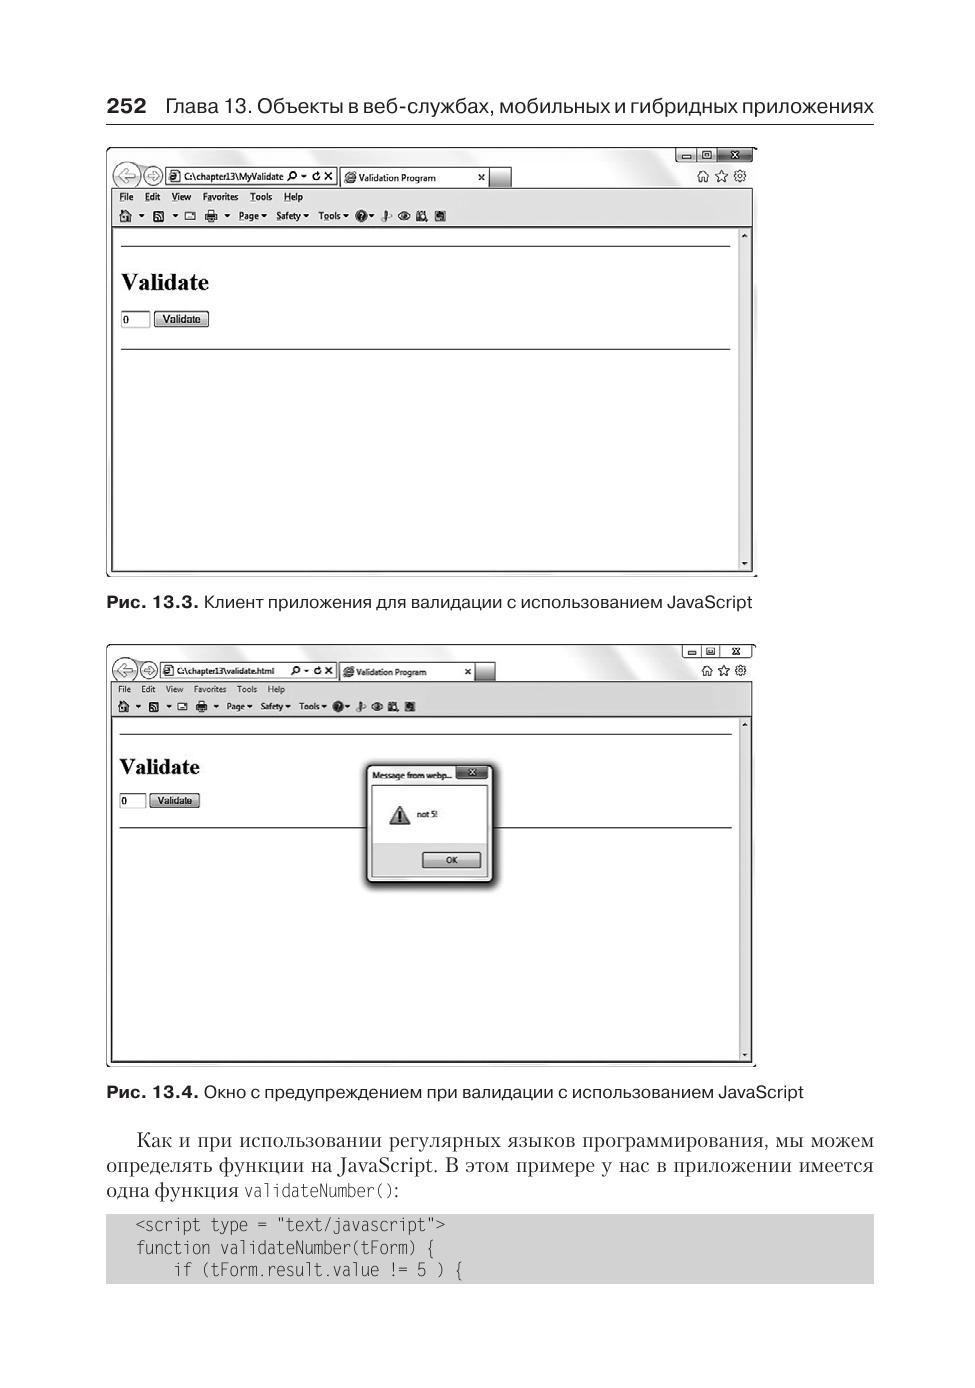 252 Глава 13. Объекты в веб-службах, мобильных и гибридных приложениях
C:\chapter13\MyValidate
Validation Program
File Edit View Favorites Tools Help
Page Safety Tools
Validate
0 Validate
Рис. 13.3. Клиент приложения для валидации с использованием JavaScript
C:\chapter13\validate.html
Validation Program
File Edit View Favorites Tools Help
Page Safety Tools
Validate
0 Validate
Message from webp...
not 5!
OK
Рис. 13.4. Окно с предупреждением при валидации с использованием JavaScript
Как и при использовании регулярных языков программирования, мы можем
определять функции на JavaScript. В этом примере у нас в приложении имеется
одна функция validateNumber():
<script type = "text/javascript">
function validateNumber(tForm) {
if (tForm.result.value != 5 ) {